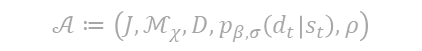 𝒜 ≔ (J, ℳ_χ, D, p_{β,σ}(d_t|s_t), ρ)